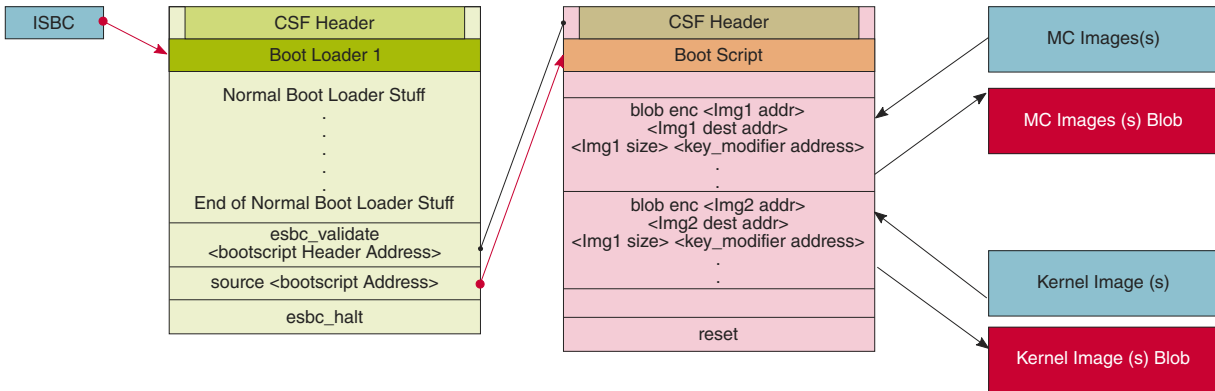 ISBC
CSF Header
Boot Loader 1
Normal Boot Loader Stuff
.
.
.
.
.
End of Normal Boot Loader Stuff
esbc_validate
<bootscript Header Address>
source <bootscript Address>
esbc_halt
CSF Header
Boot Script
blob enc <Img1 addr>
<Img1 dest addr>
<Img1 size> <key_modifier address>
.
.
blob enc <Img2 addr>
<Img2 dest addr>
<Img1 size> <key_modifier address>
.
.
reset
MC Images(s)
MC Images (s) Blob
Kernel Image (s)
Kernel Image (s) Blob